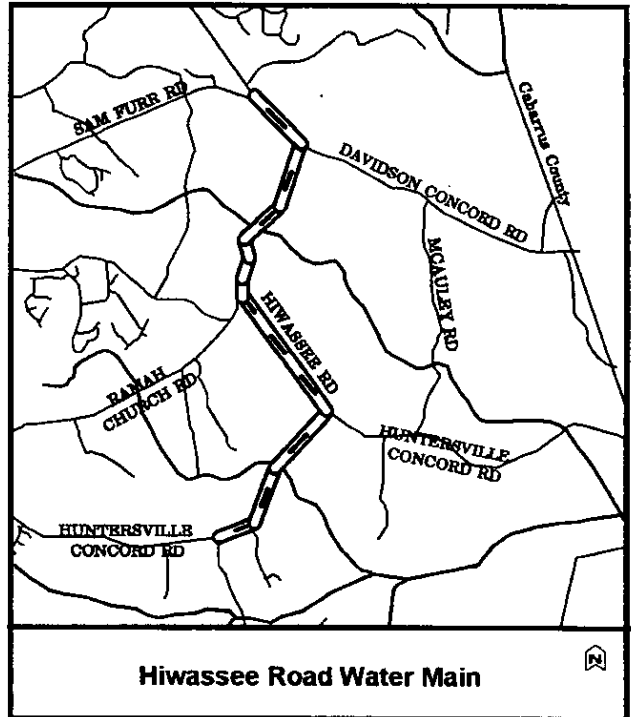 SAM FURR RD
Cabarrus County
DAVIDSON CONCORD RD
MCAULEY RD
HIWASSEE RD
RAMAH
CHURCH RD
HUNTERSVILLE
CONCORD RD
HUNTERSVILLE
CONCORD RD
Hiwassee Road Water Main
N